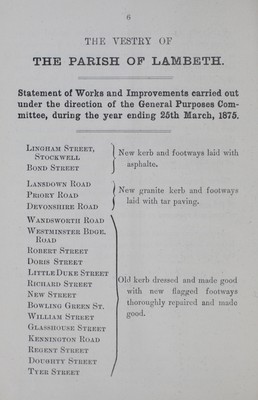 6
THE VESTRY OF
THE PARISH OF LAMBETH.
Statement of Works and Improvements carried out
under the direction of the General Purposes Com-
mittee, during the year ending 25th March, 1875.
LINGHAM STREET,
STOCKWELL
BOND STREET
New kerb and footways laid with
asphalte.
LANSDOWN ROAD
PRIORY ROAD
DEVONSHIRE ROAD
New granite kerb and footways
laid with tar paving.
WANDSWORTH ROAD
WESTMINSTER BDGE.
ROAD
ROBERT STREET
DORIS STREET
LITTLE DUKE STREET
RICHARD STREET
NEW STREET
BOWLING GREEN ST.
WILLIAM STREET
GLASSHOUSE STREET
KENNINGTON ROAD
REGENT STREET
DOUGHTY STREET
TYER STREET
Old kerb dressed and made good
with new flagged footways
thoroughly repaired and made
good.